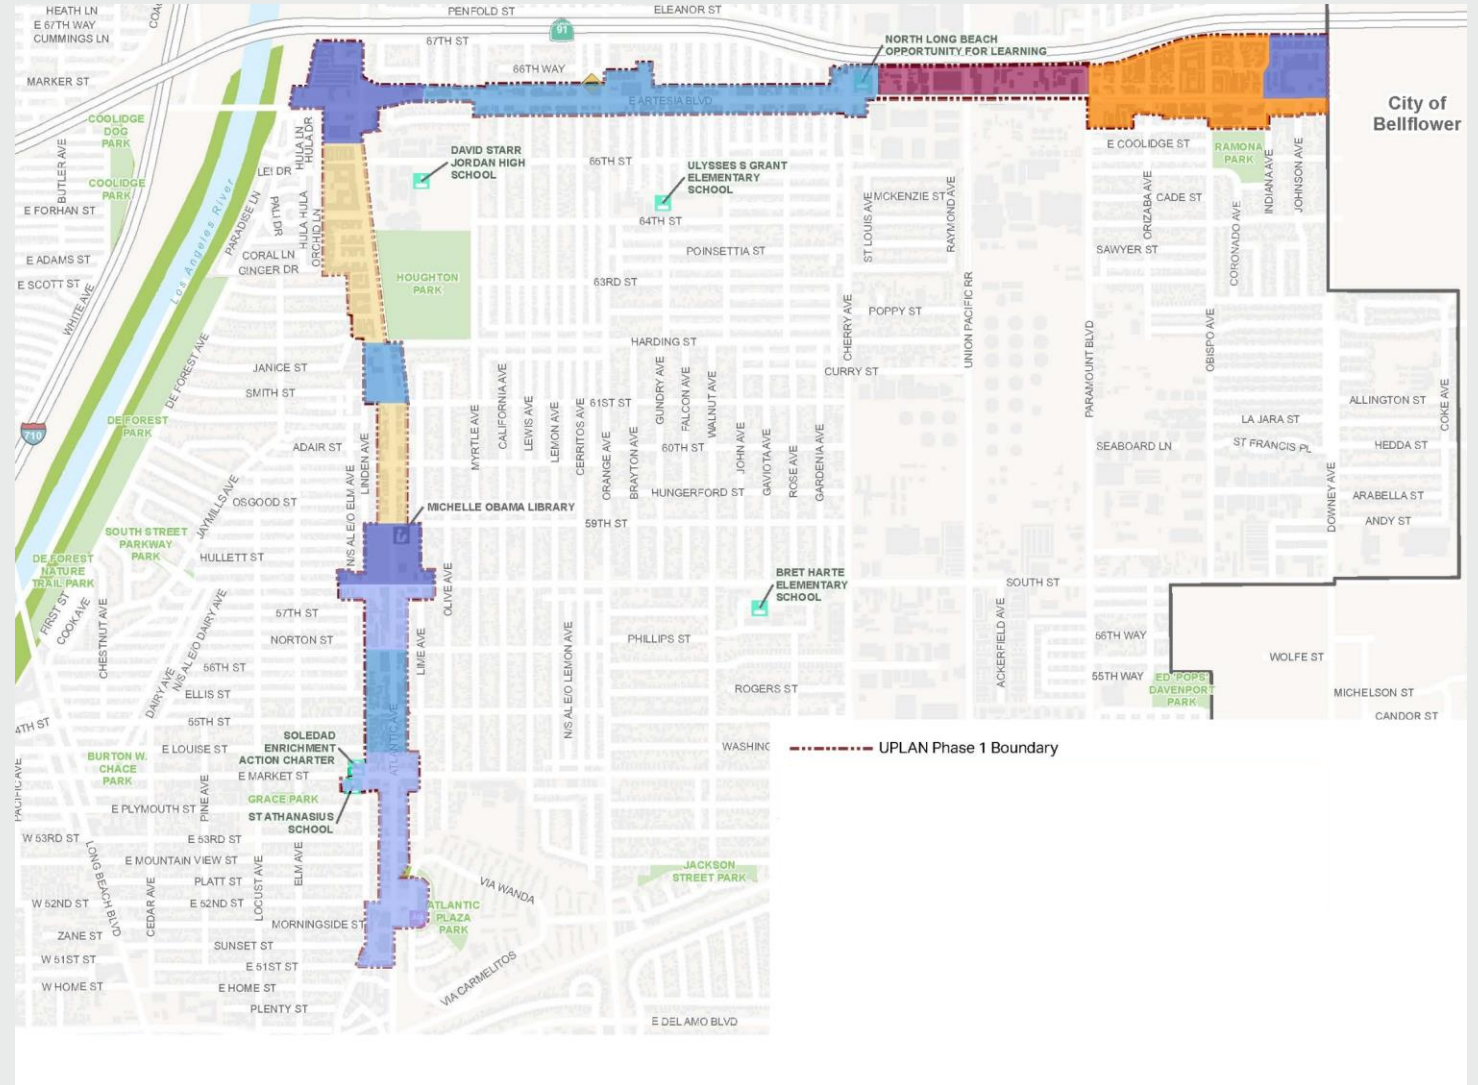 HEATH LN
PENFOLD ST
ELEANOR ST
E 67TH WAY
CUMMINGS LN
91
67TH ST
NORTH LONG BEACH
OPPORTUNITY FOR LEARNING
66TH WAY
MARKER ST
E ARTESIA BLVD
City of
Bellflower
COOLIDGE
DOG
PARK
HULA LN
HULA DR
BUTLER AVE
DAVID STARR
JORDAN HIGH
SCHOOL
65TH ST
ULYSSES S GRANT
ELEMENTARY
SCHOOL
E COOLIDGE ST
RAMONA
PARK
INDIANA AVE
JOHNSON AVE
LEI DR
COOLIDGE
PARK
E FORHAN ST
Los Angeles River
PARADISE LN
PALI DR
HULA HULA
ORCHID LN
64TH ST
ST LOUIS AVE
MCKENZIE ST
RAYMOND AVE
ORIZABA AVE
CADE ST
CORONADO AVE
E ADAMS ST
CORAL LN
GINGER DR
POINSETTIA ST
SAWYER ST
E SCOTT ST
WHITE AVE
HOUGHTON
PARK
63RD ST
UNION PACIFIC RR
CHERRY AVE
POPPY ST
PARAMOUNT BLVD
OBISPO AVE
DE FOREST AVE
HARDING ST
JANICE ST
CURRY ST
SMITH ST
MYRTLE AVE
CALIFORNIA AVE
LEWIS AVE
LEMON AVE
CERRITOS AVE
61ST ST
ORANGE AVE
BRAYTON AVE
GUNDRY AVE
FALCON AVE
WALNUT AVE
60TH ST
JOHN AVE
GAVIOTA AVE
ROSE AVE
GARDENIA AVE
ALLINGTON ST
COKE AVE
LA JARA ST
DE FOREST
PARK
710
ADAIR ST
LINDEN AVE
SEABOARD LN
ST FRANCIS PL
HEDDA ST
N/S AL E/O ELM AVE
JAYMILLS AVE
OSGOOD ST
HUNGERFORD ST
ARABELLA ST
MICHELLE OBAMA LIBRARY
59TH ST
DOWNEY AVE
ANDY ST
SOUTH STREET
PARKWAY
PARK
HULLETT ST
DE FOREST
NATURE
TRAIL PARK
OLIVE AVE
BRET HARTE
ELEMENTARY
SCHOOL
SOUTH ST
FIRST ST
COOK AVE
57TH ST
CHESTNUT AVE
N/S AL E/O DAIRY AVE
NORTON ST
LIME AVE
N/S AL E/O LEMON AVE
PHILLIPS ST
ACKERFIELD AVE
56TH WAY
WOLFE ST
56TH ST
DAIRY AVE
55TH WAY
ED 'POPS'
DAVENPORT
PARK
ELLIS ST
ROGERS ST
MICHELSON ST
55TH ST
CANDOR ST
4TH ST
SOLEDAD
ENRICHMENT
ACTION CHARTER
ATLANTIC AVE
E LOUISE ST
WASHING
UPLAN Phase 1 Boundary
BURTON W.
CHACE
PARK
E MARKET ST
PACIFIC AVE
PINE AVE
GRACE PARK
E PLYMOUTH ST
ST ATHANASIUS
SCHOOL
W 53RD ST
E 53RD ST
LONG BEACH BLVD
E MOUNTAIN VIEW ST
ELM AVE
JACKSON
STREET PARK
PLATT ST
LOCUST AVE
VIA WANDA
CEDAR AVE
W 52ND ST
E 52ND ST
ATLANTIC
PLAZA
PARK
MORNINGSIDE ST
ZANE ST
SUNSET ST
W 51ST ST
E 51ST ST
VIA CARMELITOS
W HOME ST
E HOME ST
PLENTY ST
E DEL AMO BLVD